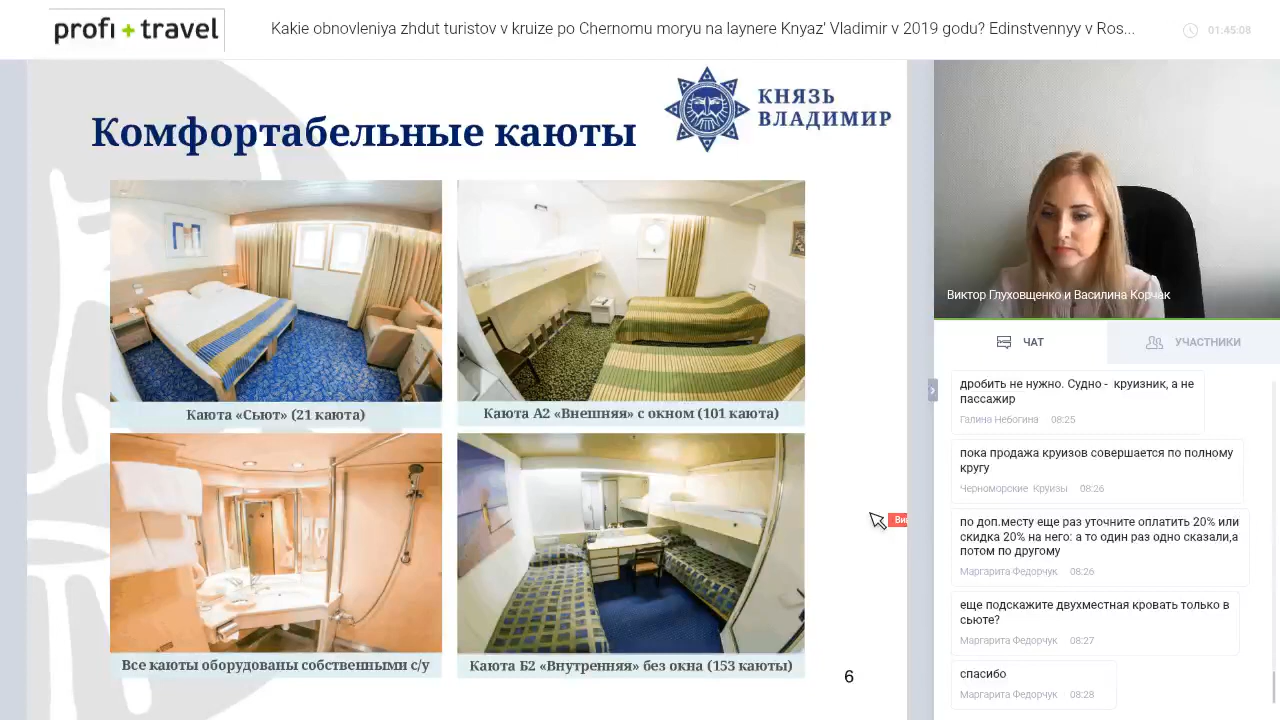 profi + travel
Kakie obnovleniya zhdut turistov v kruize po Chernomu moryu na laynere Knyaz' Vladimir v 2019 godu? Edinstvennyy v Ros...
01:45:08
КНЯЗЬ
ВЛАДИМИР
Комфортабельные каюты
Каюта «Сьют» (21 каюта)
Каюта А2 «Внешняя» с окном (101 каюта)
Все каюты оборудованы собственными с/у
Каюта Б2 «Внутренняя» без окна (153 каюты)
6
Виктор Глуховщенко и Василина Корчак
ЧАТ
УЧАСТНИКИ
дробить не нужно. Судно - круизник, а не
пассажир
Галина Небогина 08:25
пока продажа круизов совершается по полному
кругу
Черноморские Круизы 08:26
по доп.месту еще раз уточните оплатить 20% или
скидка 20% на него: а то один раз одно сказали,а
потом по другому
Маргарита Федорчук 08:26
еще подскажите двухместная кровать только в
сьюте?
Маргарита Федорчук 08:27
спасибо
Маргарита Федорчук 08:28